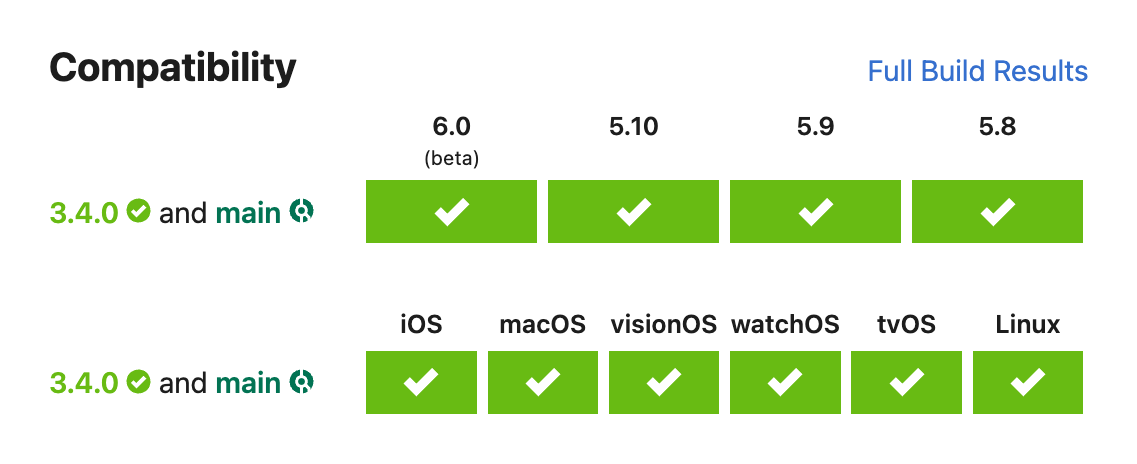 Compatibility
Full Build Results
6.0 5.10 5.9 5.8
(beta)
3.4.0 and main
iOS macOS visionOS watchOS tvOS Linux
3.4.0 and main